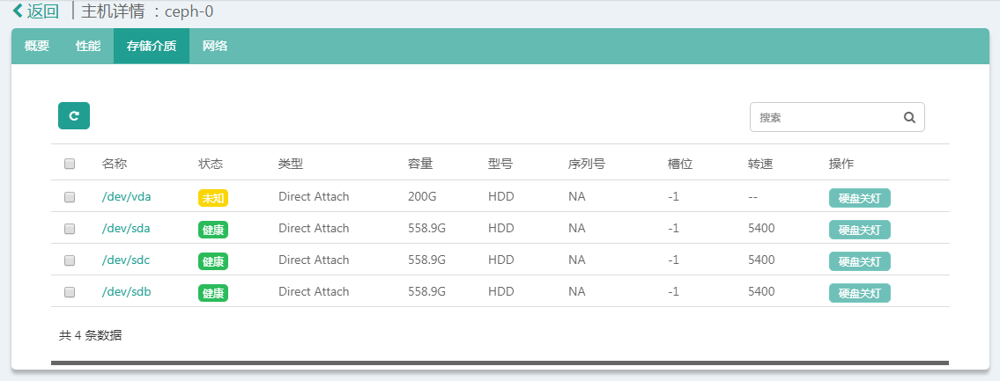 返回 主机详情 ：ceph-0
概要 性能 存储介质 网络
搜索
名称 状态 类型 容量 型号 序列号 槽位 转速 操作
/dev/vda 未知 Direct Attach 200G HDD NA -1 -- 硬盘关灯
/dev/sda 健康 Direct Attach 558.9G HDD NA -1 5400 硬盘关灯
/dev/sdc 健康 Direct Attach 558.9G HDD NA -1 5400 硬盘关灯
/dev/sdb 健康 Direct Attach 558.9G HDD NA -1 5400 硬盘关灯
共 4 条数据